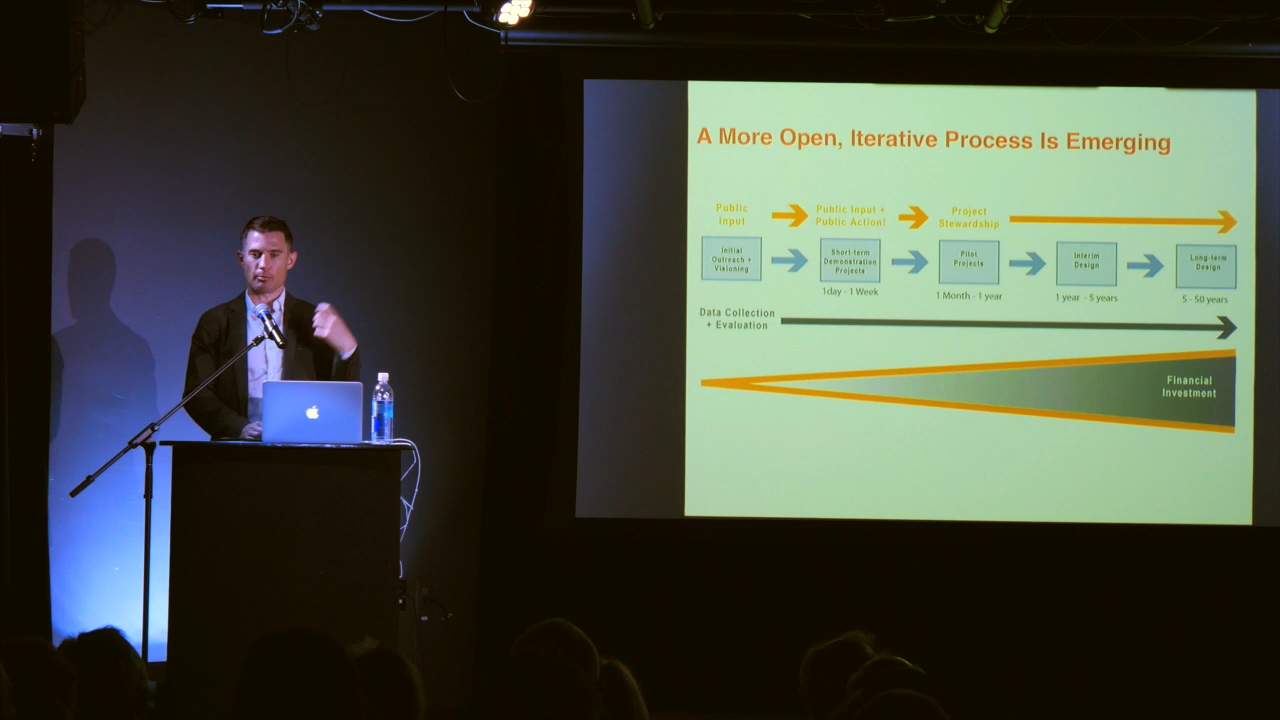 A More Open, Iterative Process Is Emerging
Public
Input
Public Input +
Public Action!
Project
Stewardship
Initial
Outreach +
Visioning
Short-term
Demonstration
Projects
Pilot
Projects
Interim
Design
Long-term
Design
1day - 1 Week
1 Month - 1 year
1 year - 5 years
5 - 50 years
Data Collection
+ Evaluation
Financial
Investment